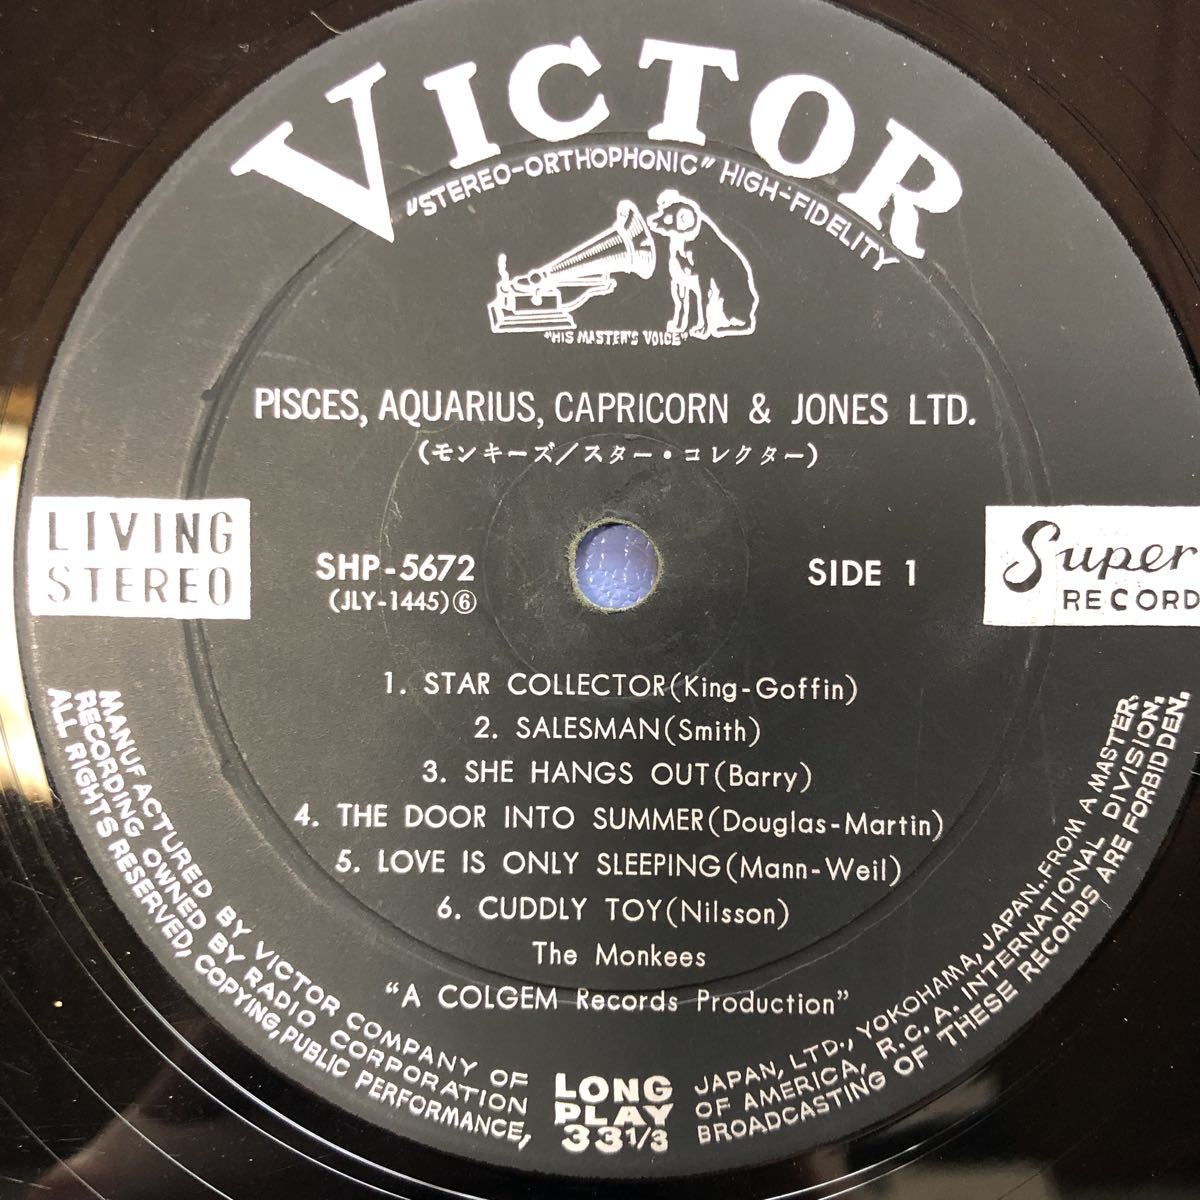 VICTOR
"STEREO-ORTHOPHONIC" HIGH-FIDELITY
"HIS MASTER'S VOICE"
PISCES, AQUARIUS, CAPRICORN & JONES LTD.
(モンキーズ/スター・コレクター)
LIVING
STEREO
SHP-5672
(JLY-1445)⑥
SIDE 1
Super
RECORD
1. STAR COLLECTOR(King-Goffin)
2. SALESMAN(Smith)
3. SHE HANGS OUT(Barry)
4. THE DOOR INTO SUMMER(Douglas-Martin)
5. LOVE IS ONLY SLEEPING(Mann-Weil)
6. CUDDLY TOY(Nilsson)
The Monkees
"A COLGEM Records Production"
MANUFACTURED BY VICTOR COMPANY OF JAPAN, LTD., YOKOHAMA, JAPAN..FROM A MASTER
RECORDING OWNED BY RADIO CORPORATION OF AMERICA, R.C.A. INTERNATIONAL DIVISION.
ALL RIGHTS RESERVED, COPYING, PUBLIC PERFORMANCE, BROADCASTING OF THESE RECORDS ARE FORBIDDEN.
LONG
PLAY
33 1/3